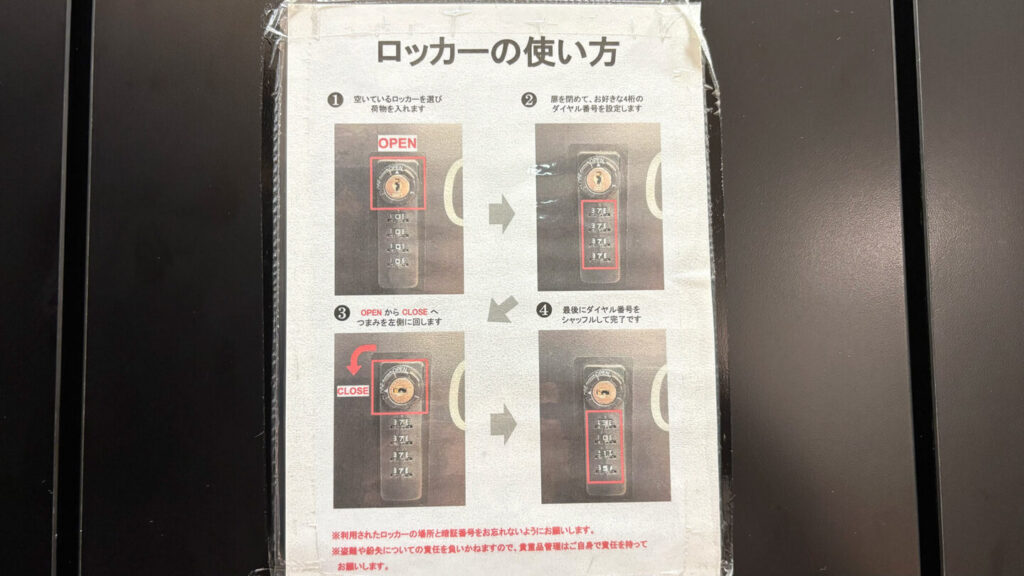 ロッカーの使い方
❶ 空いているロッカーを選び
荷物を入れます
OPEN
❷ 扉を閉めて、お好きな4桁の
ダイヤル番号を設定します
❸ OPEN から CLOSE へ
つまみを左側に回します
CLOSE
❹ 最後にダイヤル番号を
シャッフルして完了です
※利用されたロッカーの場所と暗証番号をお忘れないようにお願いします。
※盗難や紛失についての責任を負いかねますので、貴重品管理はご自身で責任を持って
お願いします。